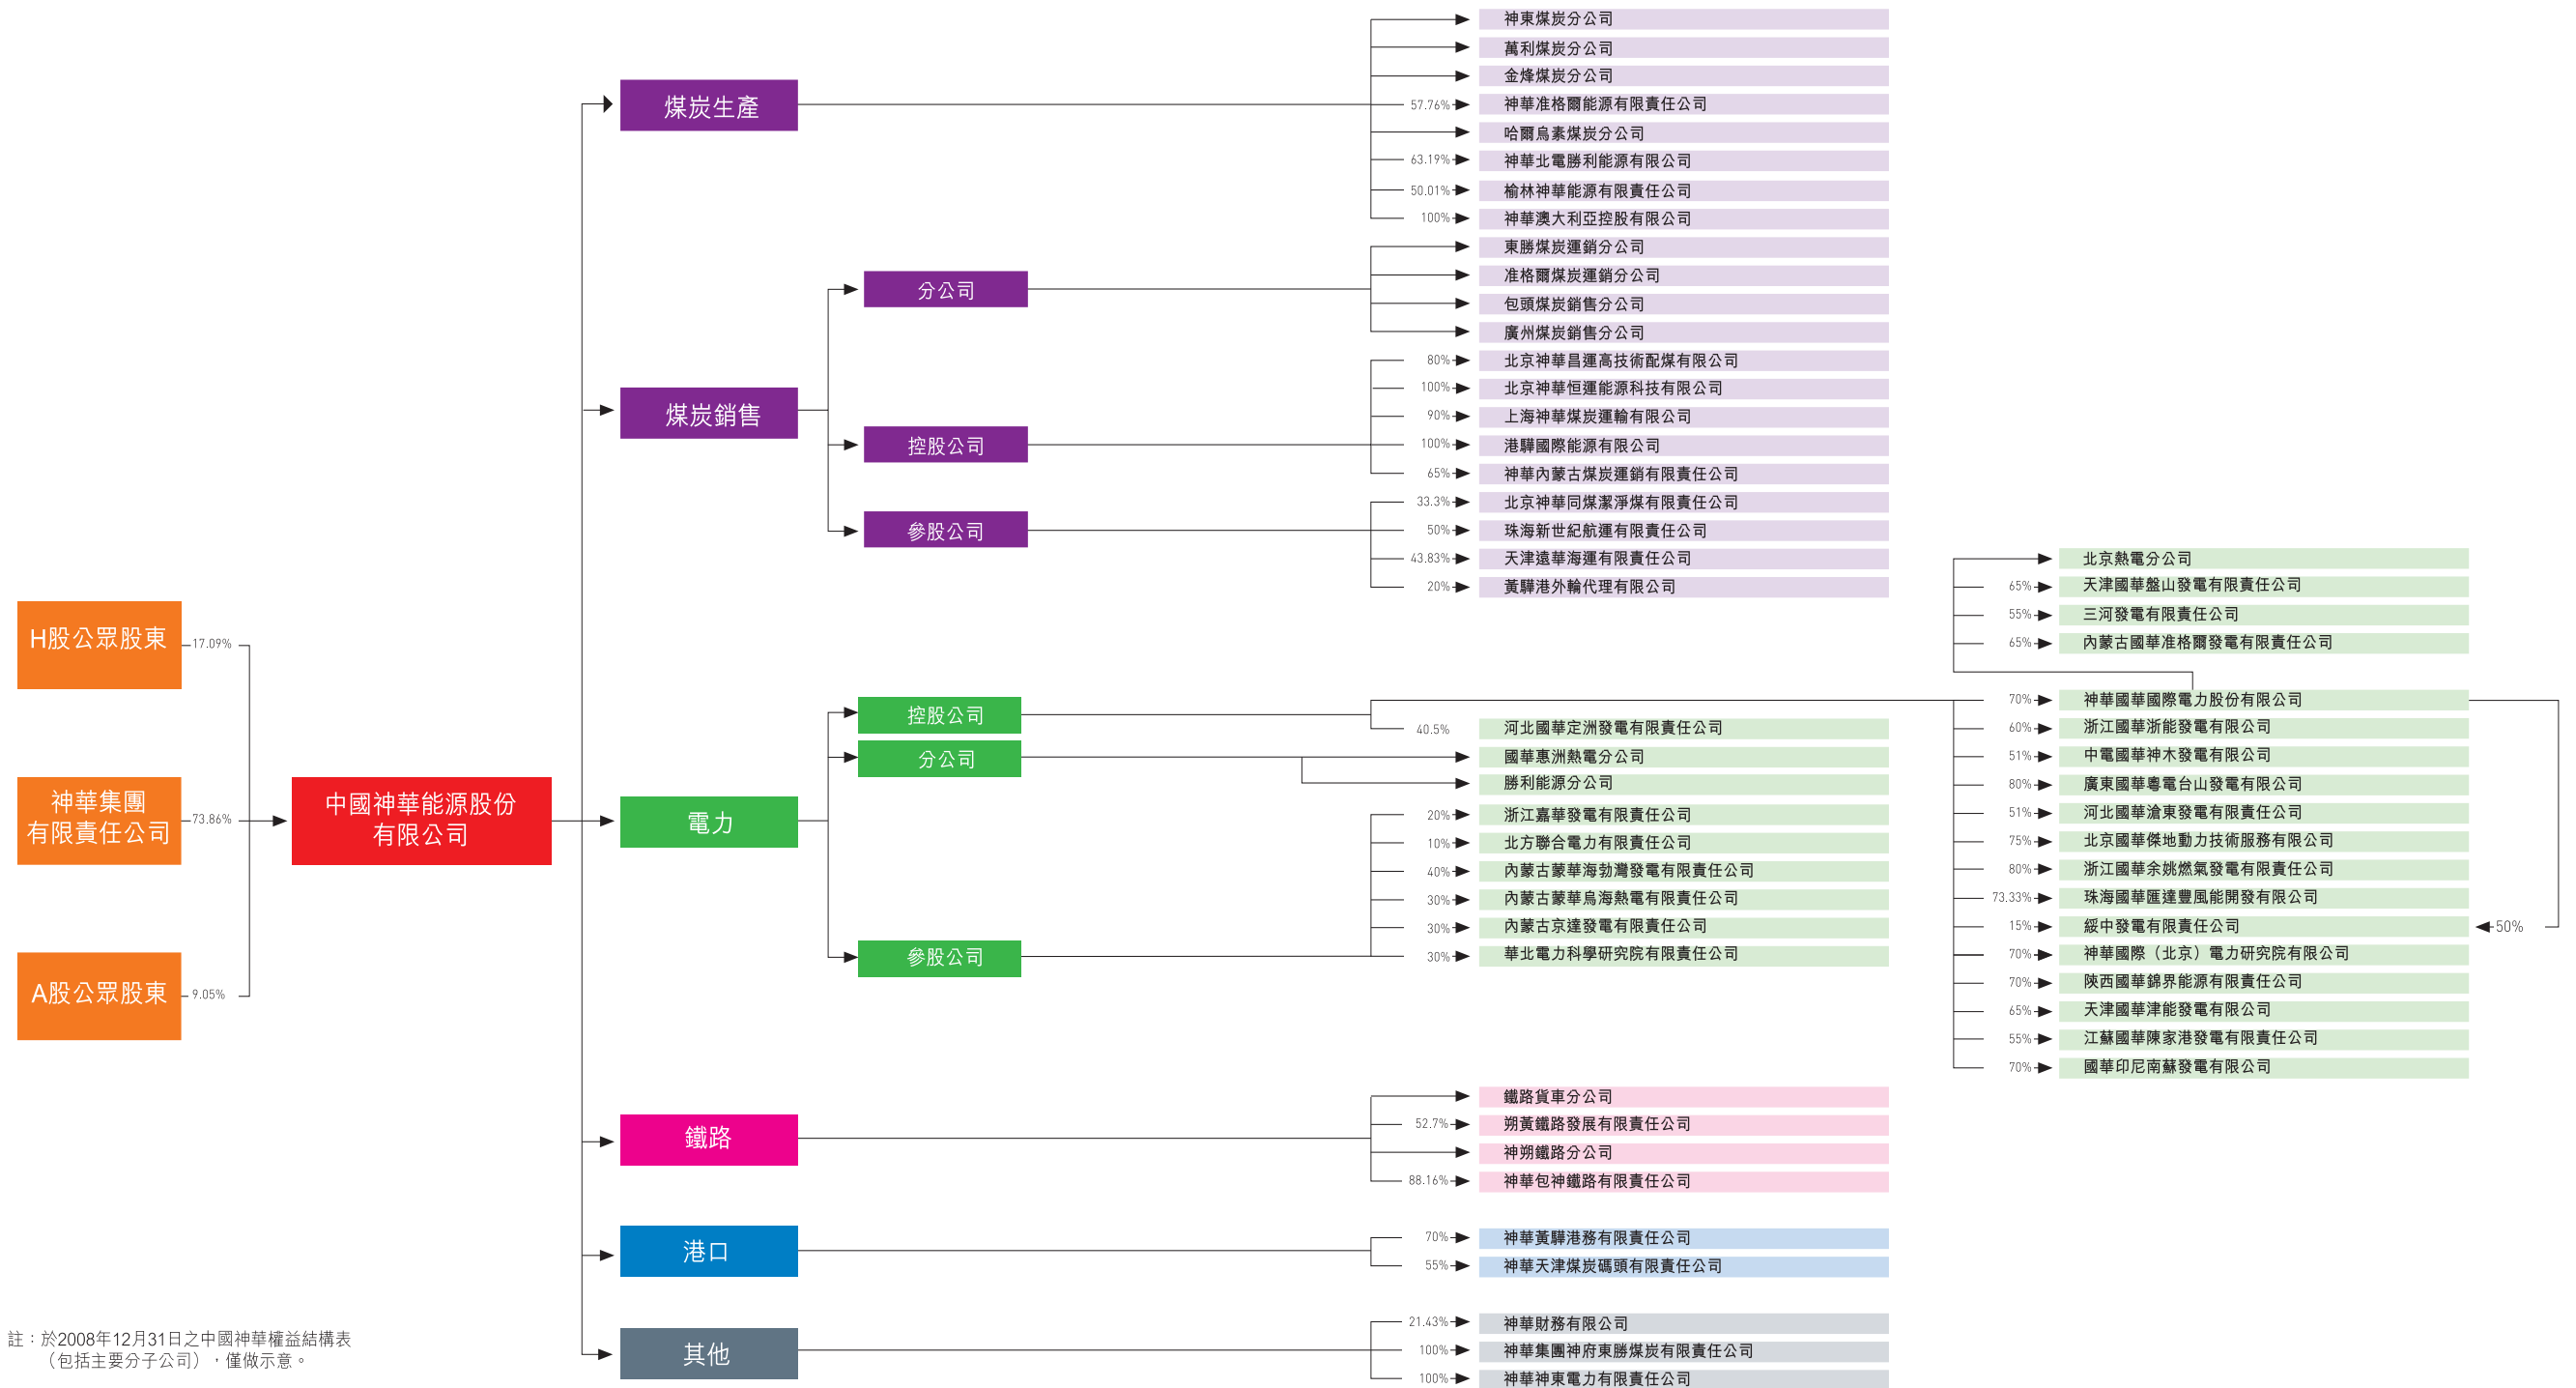 H股公眾股東
17.09%
神華集團
有限責任公司
73.86%
A股公眾股東
9.05%
中國神華能源股份
有限公司
煤炭生產
神東煤炭分公司
萬利煤炭分公司
金烽煤炭分公司
57.76% 神華准格爾能源有限責任公司
哈爾烏素煤炭分公司
63.19% 神華北電勝利能源有限公司
50.01% 榆林神華能源有限責任公司
100% 神華澳大利亞控股有限公司
煤炭銷售
分公司
東勝煤炭運銷分公司
准格爾煤炭運銷分公司
包頭煤炭銷售分公司
廣州煤炭銷售分公司
控股公司
80% 北京神華昌運高技術配煤有限公司
100% 北京神華恒運能源科技有限公司
90% 上海神華煤炭運輸有限公司
100% 港驊國際能源有限公司
65% 神華內蒙古煤炭運銷有限責任公司
參股公司
33.3% 北京神華同煤潔淨煤有限責任公司
50% 珠海新世紀航運有限責任公司
43.83% 天津遠華海運有限責任公司
20% 黃驊港外輪代理有限公司
電力
控股公司
40.5% 河北國華定洲發電有限責任公司
分公司
國華惠洲熱電分公司
勝利能源分公司
參股公司
20% 浙江嘉華發電有限責任公司
10% 北方聯合電力有限責任公司
40% 內蒙古蒙華海勃灣發電有限責任公司
30% 內蒙古蒙華烏海熱電有限責任公司
30% 內蒙古京達發電有限責任公司
30% 華北電力科學研究院有限責任公司
北京熱電分公司
65% 天津國華盤山發電有限責任公司
55% 三河發電有限責任公司
65% 內蒙古國華准格爾發電有限責任公司
70% 神華國華國際電力股份有限公司
60% 浙江國華浙能發電有限公司
51% 中電國華神木發電有限公司
80% 廣東國華粵電台山發電有限公司
51% 河北國華滄東發電有限責任公司
75% 北京國華傑地動力技術服務有限公司
80% 浙江國華余姚燃氣發電有限責任公司
73.33% 珠海國華匯達豐風能開發有限公司
15% 綏中發電有限責任公司 50%
70% 神華國際（北京）電力研究院有限公司
70% 陝西國華錦界能源有限責任公司
65% 天津國華津能發電有限公司
55% 江蘇國華陳家港發電有限責任公司
70% 國華印尼南蘇發電有限公司
鐵路
鐵路貨車分公司
52.7% 朔黃鐵路發展有限責任公司
神朔鐵路分公司
88.16% 神華包神鐵路有限責任公司
港口
70% 神華黃驊港務有限責任公司
55% 神華天津煤炭碼頭有限責任公司
其他
21.43% 神華財務有限公司
100% 神華集團神府東勝煤炭有限責任公司
100% 神華神東電力有限責任公司
註：於2008年12月31日之中國神華權益結構表
（包括主要分子公司），僅做示意。